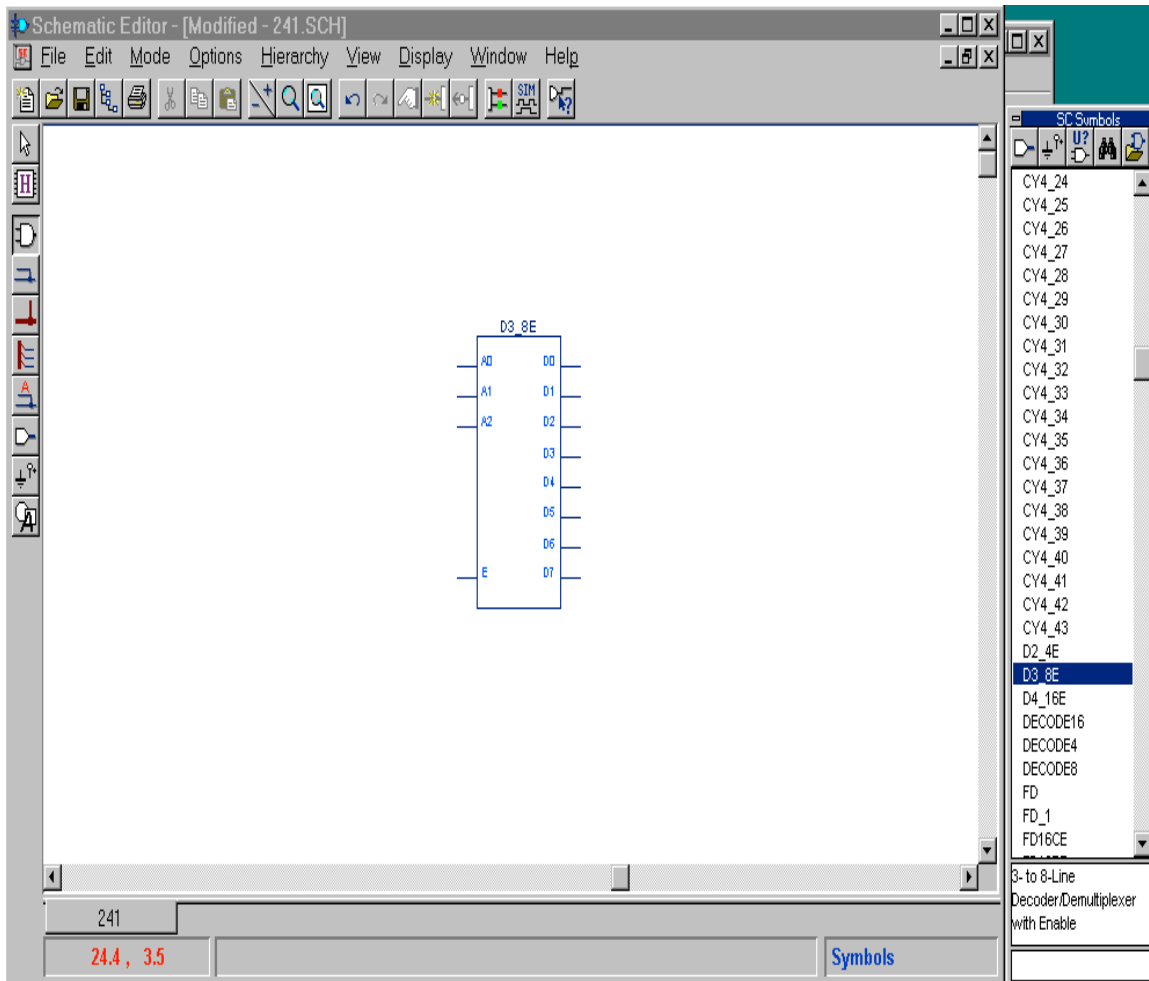 Schematic Editor - [Modified - 241.SCH]
File Edit Mode Options Hierarchy View Display Window Help
SIM
H
A
A
D3_8E
A0 D0
A1 D1
A2 D2
D3
D4
D5
D6
E D7
241
24.4 , 3.5
Symbols
SC Symbols
U?
CY4_24
CY4_25
CY4_26
CY4_27
CY4_28
CY4_29
CY4_30
CY4_31
CY4_32
CY4_33
CY4_34
CY4_35
CY4_36
CY4_37
CY4_38
CY4_39
CY4_40
CY4_41
CY4_42
CY4_43
D2_4E
D3_8E
D4_16E
DECODE16
DECODE4
DECODE8
FD
FD_1
FD16CE
3- to 8-Line
Decoder/Demultiplexer
with Enable